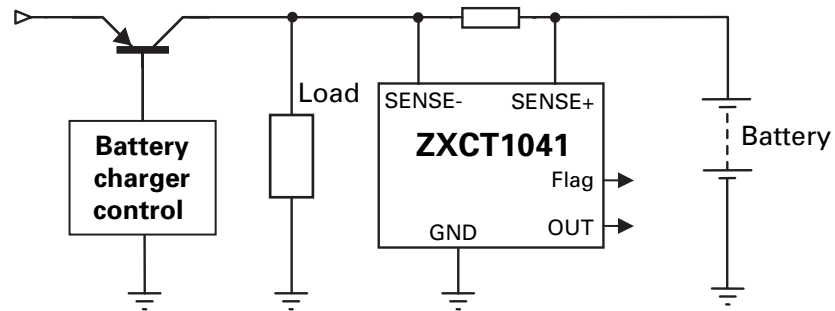 Load
SENSE-
SENSE+
ZXCT1041
Battery
charger
control
Battery
Flag
OUT
GND